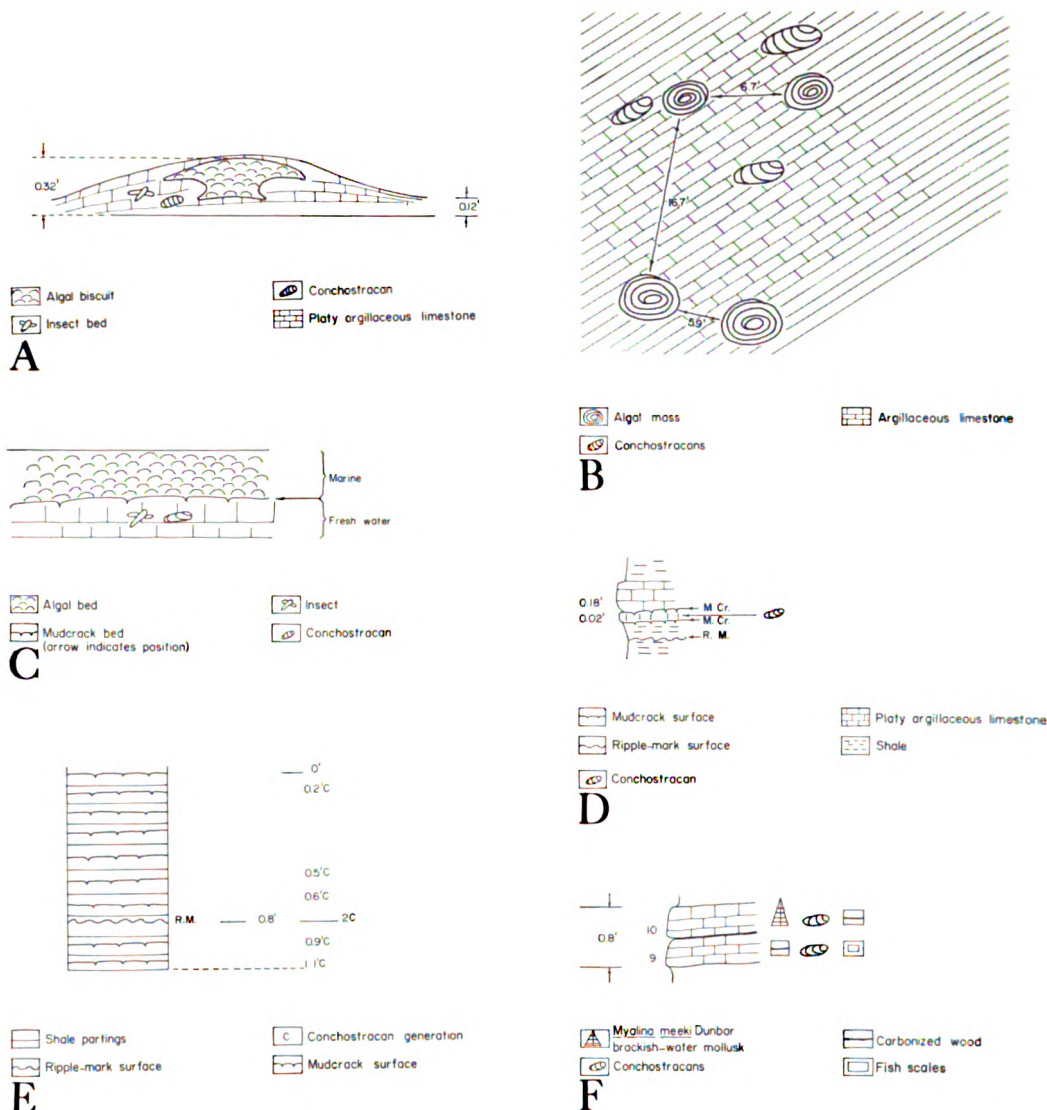 0.32'
0.12'
Algal biscuit
Conchostracan
Insect bed
Platy argillaceous limestone
A
6.7'
16.7'
5.9'
Algal mass
Argillaceous limestone
Conchostracans
B
Marine
Fresh water
Algal bed
Insect
Mudcrack bed
(arrow indicates position)
Conchostracan
C
0.18'
M. Cr.
0.02'
M. Cr.
R. M.
Mudcrack surface
Platy argillaceous limestone
Ripple-mark surface
Shale
Conchostracan
D
0'
0.2'C
0.5'C
0.6'C
R.M.
0.8'
2C
0.9'C
1.1'C
Shale partings
C
Conchostracan generation
Ripple-mark surface
Mudcrack surface
E
0.8'
10
9
Myalina meeki Dunbar
brackish-water mollusk
Carbonized wood
Conchostracans
Fish scales
F